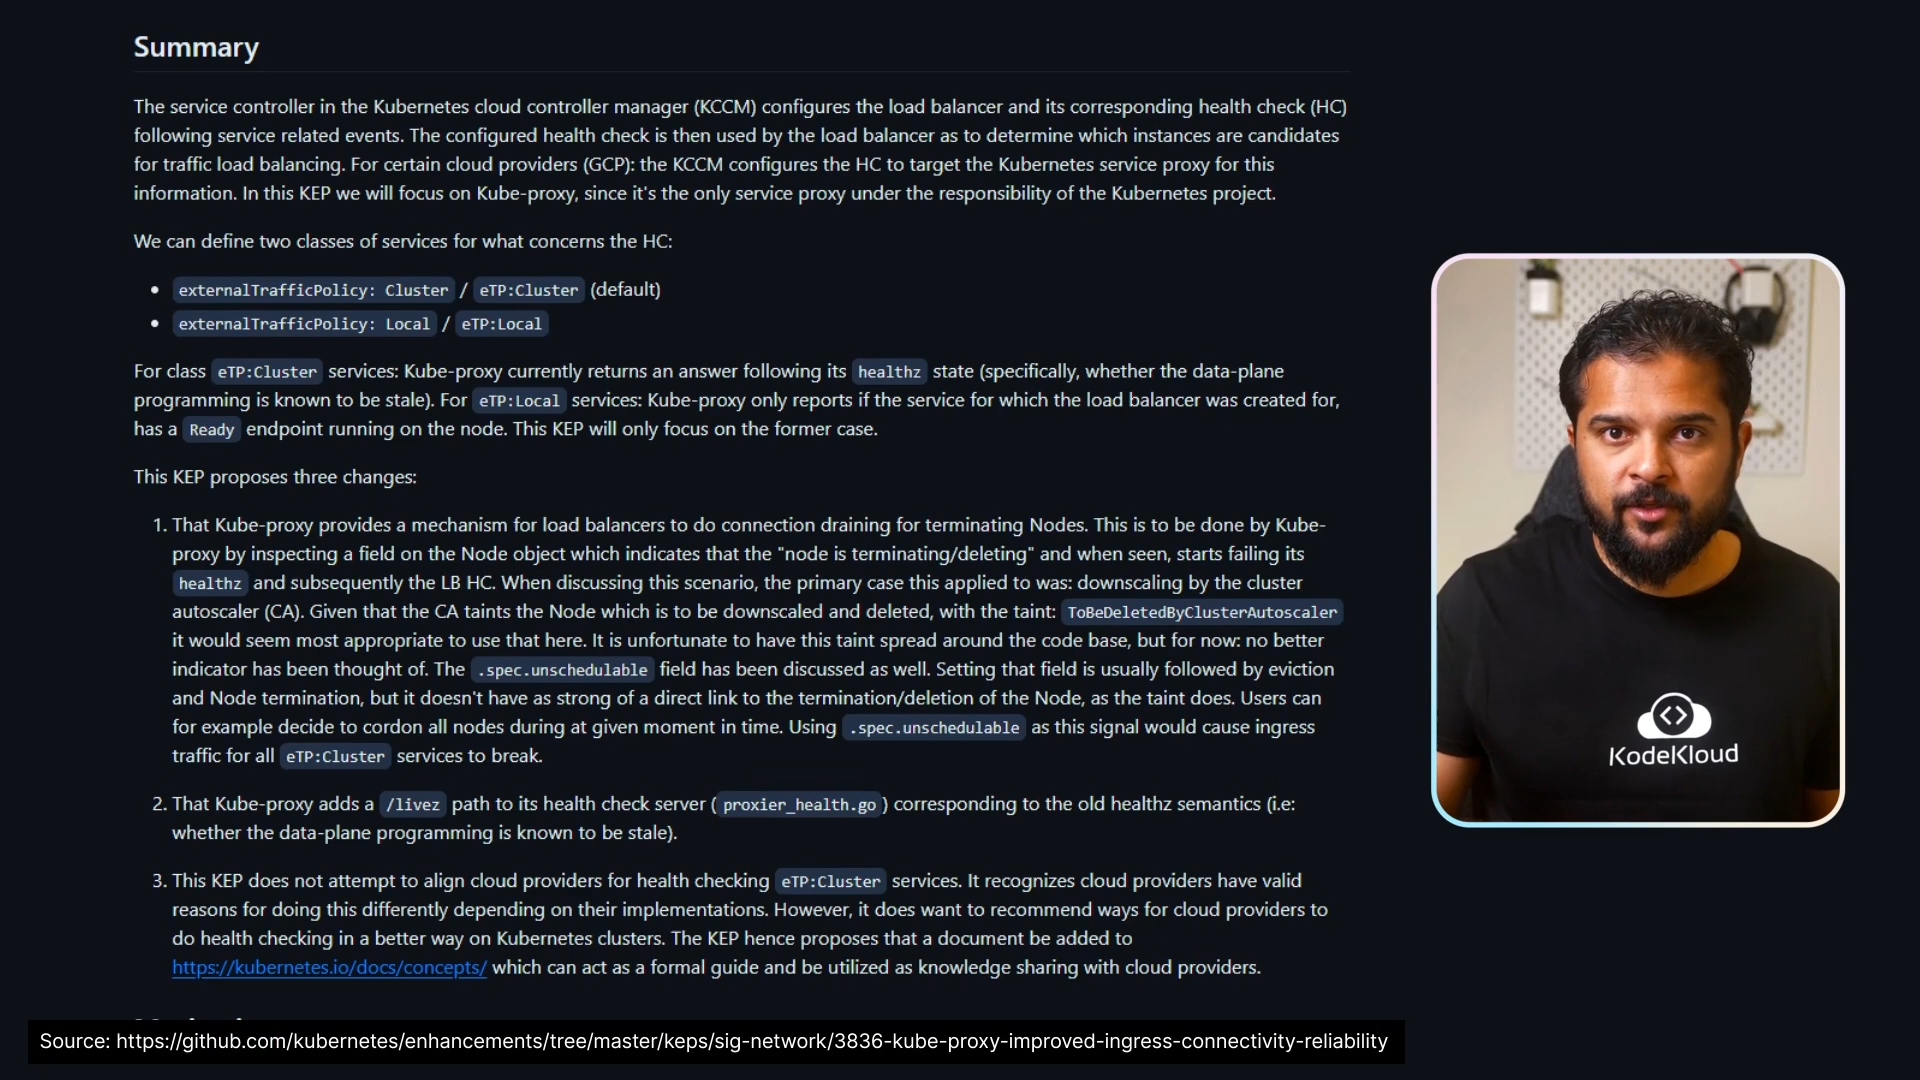 Summary
The service controller in the Kubernetes cloud controller manager (KCCM) configures the load balancer and its corresponding health check (HC)
following service related events. The configured health check is then used by the load balancer as to determine which instances are candidates
for traffic load balancing. For certain cloud providers (GCP): the KCCM configures the HC to target the Kubernetes service proxy for this
information. In this KEP we will focus on Kube-proxy, since it's the only service proxy under the responsibility of the Kubernetes project.
We can define two classes of services for what concerns the HC:
• externalTrafficPolicy: Cluster / eTP:Cluster (default)
• externalTrafficPolicy: Local / eTP:Local
For class eTP:Cluster services: Kube-proxy currently returns an answer following its healthz state (specifically, whether the data-plane
programming is known to be stale). For eTP:Local services: Kube-proxy only reports if the service for which the load balancer was created for,
has a Ready endpoint running on the node. This KEP will only focus on the former case.
This KEP proposes three changes:
1. That Kube-proxy provides a mechanism for load balancers to do connection draining for terminating Nodes. This is to be done by Kube-
proxy by inspecting a field on the Node object which indicates that the "node is terminating/deleting" and when seen, starts failing its
healthz and subsequently the LB HC. When discussing this scenario, the primary case this applied to was: downscaling by the cluster
autoscaler (CA). Given that the CA taints the Node which is to be downscaled and deleted, with the taint: ToBeDeletedByClusterAutoscaler
it would seem most appropriate to use that here. It is unfortunate to have this taint spread around the code base, but for now: no better
indicator has been thought of. The .spec.unschedulable field has been discussed as well. Setting that field is usually followed by eviction
and Node termination, but it doesn't have as strong of a direct link to the termination/deletion of the Node, as the taint does. Users can
for example decide to cordon all nodes during at given moment in time. Using .spec.unschedulable as this signal would cause ingress
traffic for all eTP:Cluster services to break.
2. That Kube-proxy adds a /livez path to its health check server (proxier_health.go) corresponding to the old healthz semantics (i.e:
whether the data-plane programming is known to be stale).
3. This KEP does not attempt to align cloud providers for health checking eTP:Cluster services. It recognizes cloud providers have valid
reasons for doing this differently depending on their implementations. However, it does want to recommend ways for cloud providers to
do health checking in a better way on Kubernetes clusters. The KEP hence proposes that a document be added to
https://kubernetes.io/docs/concepts/ which can act as a formal guide and be utilized as knowledge sharing with cloud providers.
Source: https://github.com/kubernetes/enhancements/tree/master/keps/sig-network/3836-kube-proxy-improved-ingress-connectivity-reliability
KodeKloud